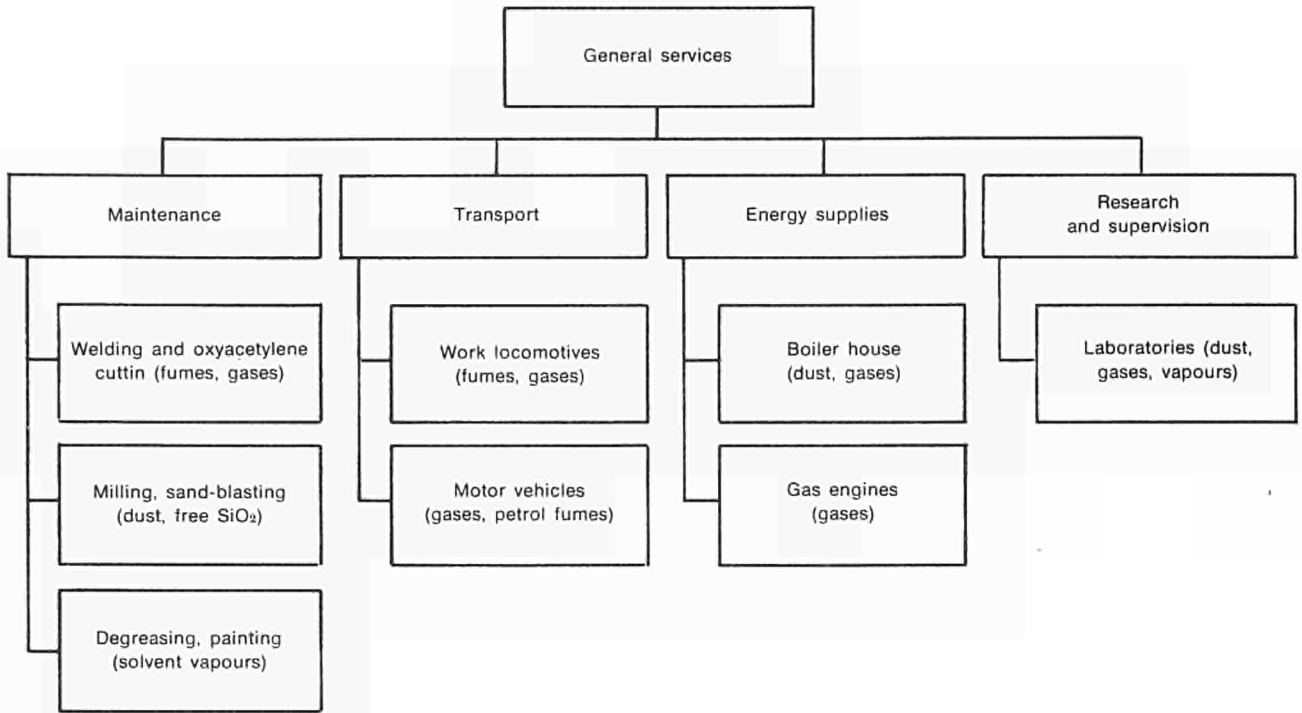 General services
Maintenance
Transport
Energy supplies
Research
and supervision
Welding and oxyacetylene
cuttin (fumes, gases)
Work locomotives
(fumes, gases)
Boiler house
(dust, gases)
Laboratories (dust,
gases, vapours)
Milling, sand-blasting
(dust, free SiO₂)
Motor vehicles
(gases, petrol fumes)
Gas engines
(gases)
Degreasing, painting
(solvent vapours)